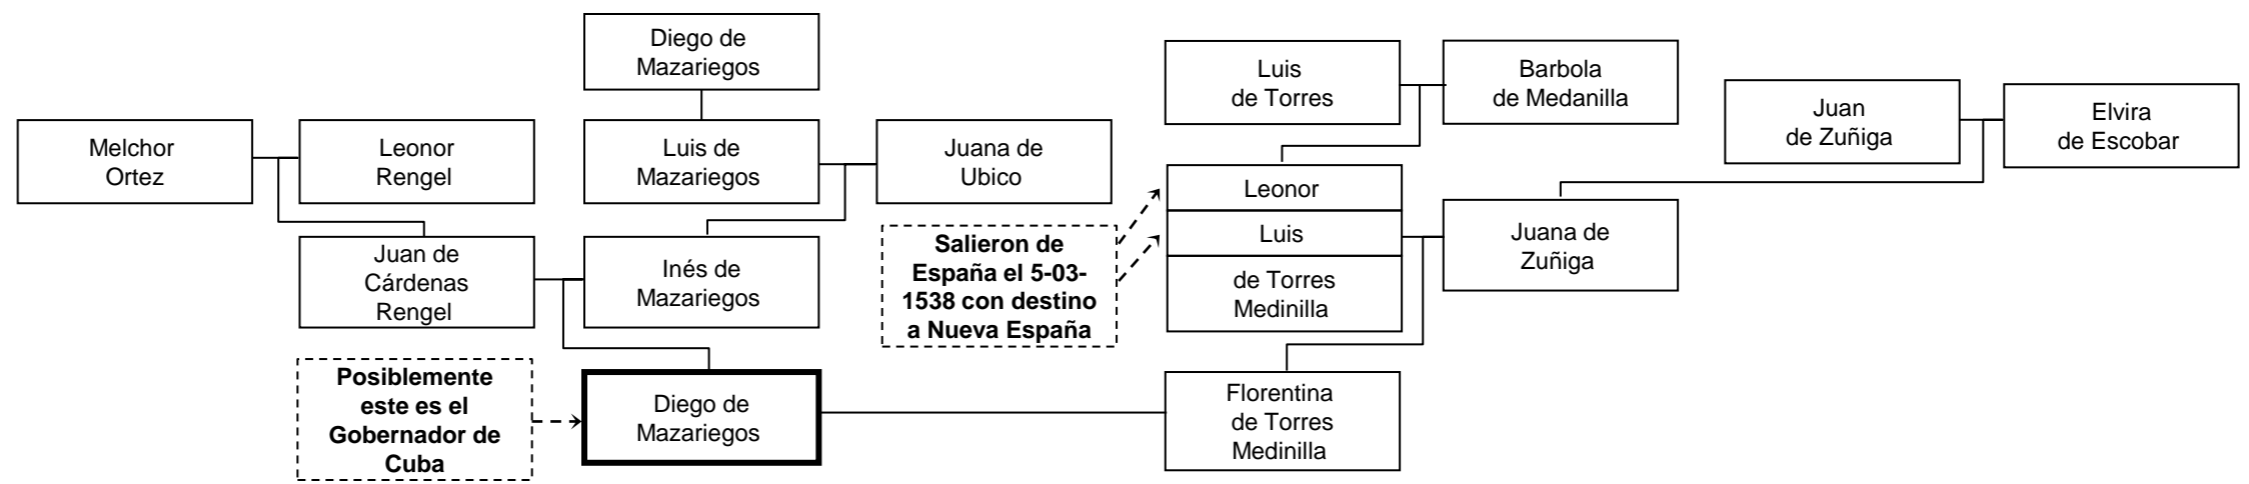 Diego de
Mazariegos
Luis
de Torres
Barbola
de Medanilla
Juan
de Zuñiga
Elvira
de Escobar
Melchor
Ortez
Leonor
Rengel
Luis de
Mazariegos
Juana de
Ubico
Leonor
Luis
de Torres
Medinilla
Juana de
Zuñiga
Salieron de
España el 5-03-
1538 con destino
a Nueva España
Juan de
Cárdenas
Rengel
Inés de
Mazariegos
Posiblemente
este es el
Gobernador de
Cuba
Diego de
Mazariegos
Florentina
de Torres
Medinilla